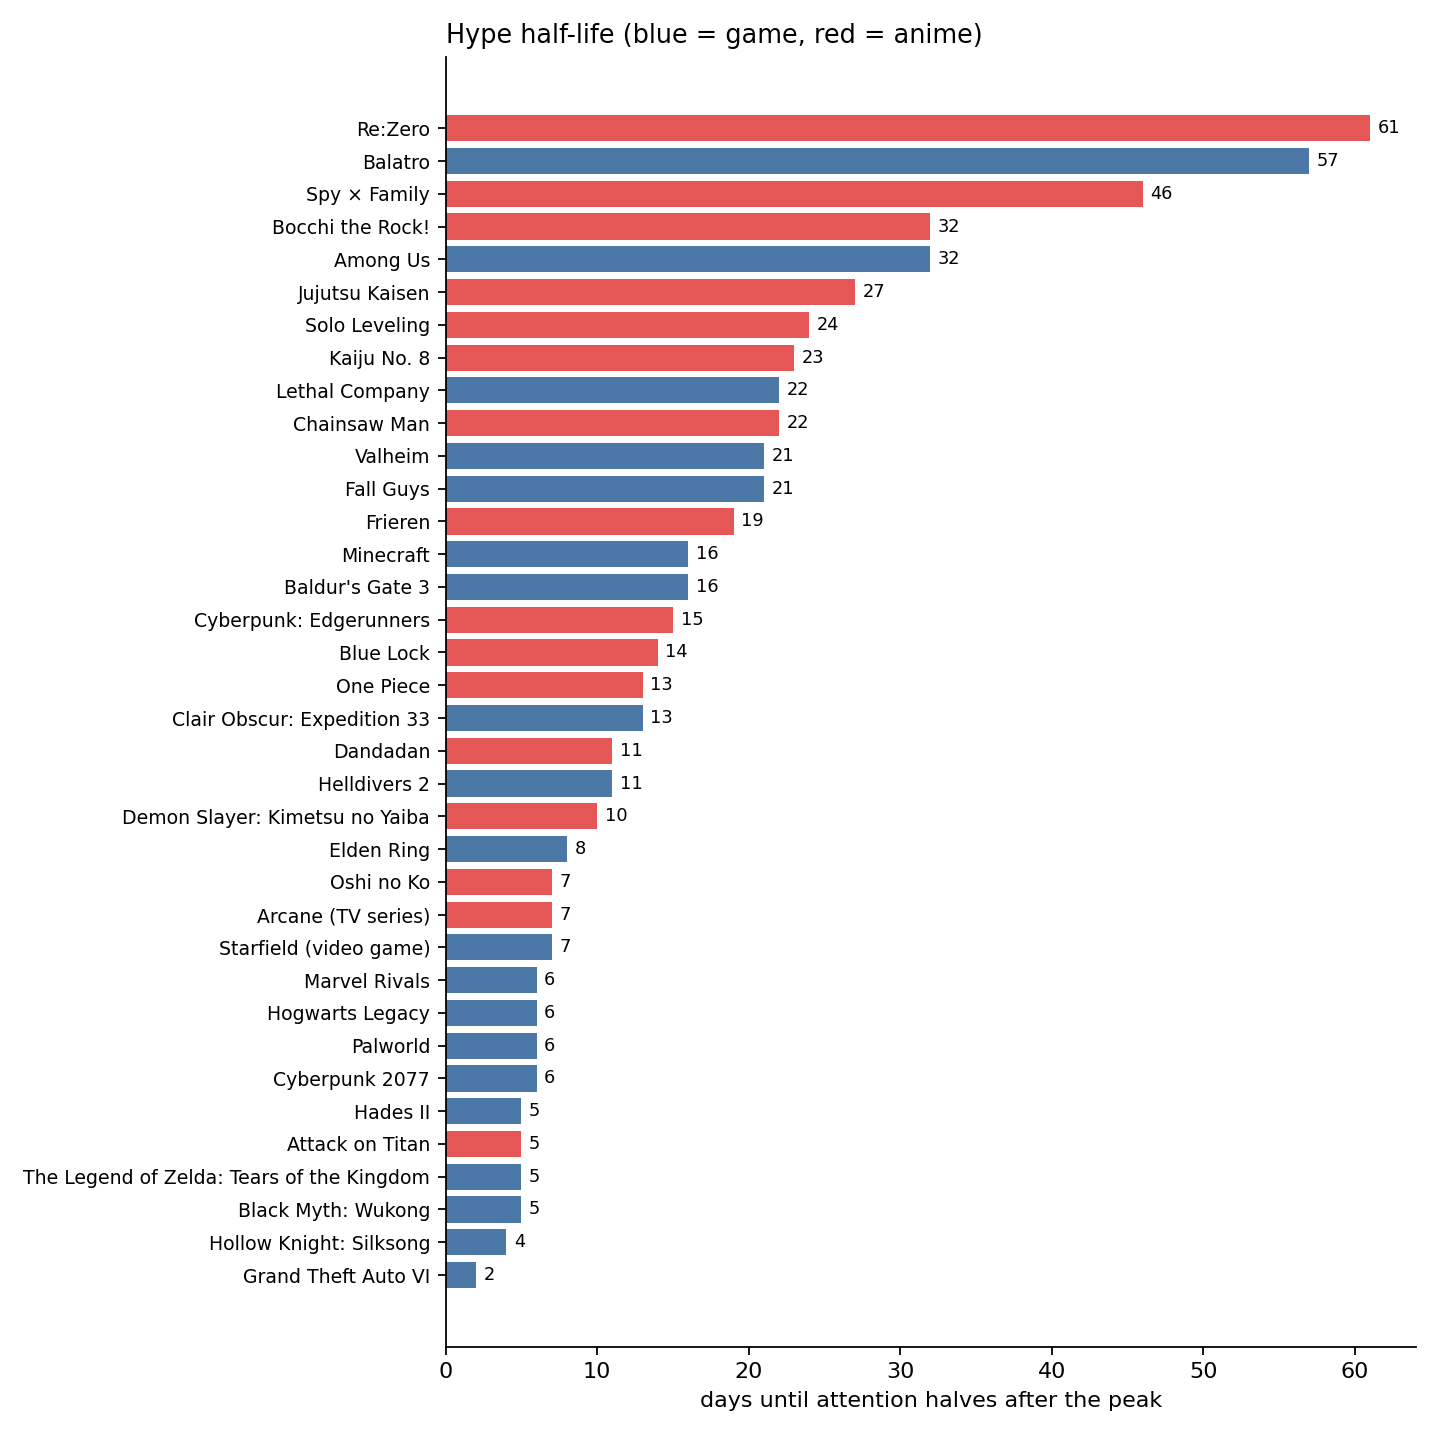 Hype half-life (blue = game, red = anime)
Re:Zero 61
Balatro 57
Spy × Family 46
Bocchi the Rock! 32
Among Us 32
Jujutsu Kaisen 27
Solo Leveling 24
Kaiju No. 8 23
Lethal Company 22
Chainsaw Man 22
Valheim 21
Fall Guys 21
Frieren 19
Minecraft 16
Baldur's Gate 3 16
Cyberpunk: Edgerunners 15
Blue Lock 14
One Piece 13
Clair Obscur: Expedition 33 13
Dandadan 11
Helldivers 2 11
Demon Slayer: Kimetsu no Yaiba 10
Elden Ring 8
Oshi no Ko 7
Arcane (TV series) 7
Starfield (video game) 7
Marvel Rivals 6
Hogwarts Legacy 6
Palworld 6
Cyberpunk 2077 6
Hades II 5
Attack on Titan 5
The Legend of Zelda: Tears of the Kingdom 5
Black Myth: Wukong 5
Hollow Knight: Silksong 4
Grand Theft Auto VI 2
0 10 20 30 40 50 60
days until attention halves after the peak